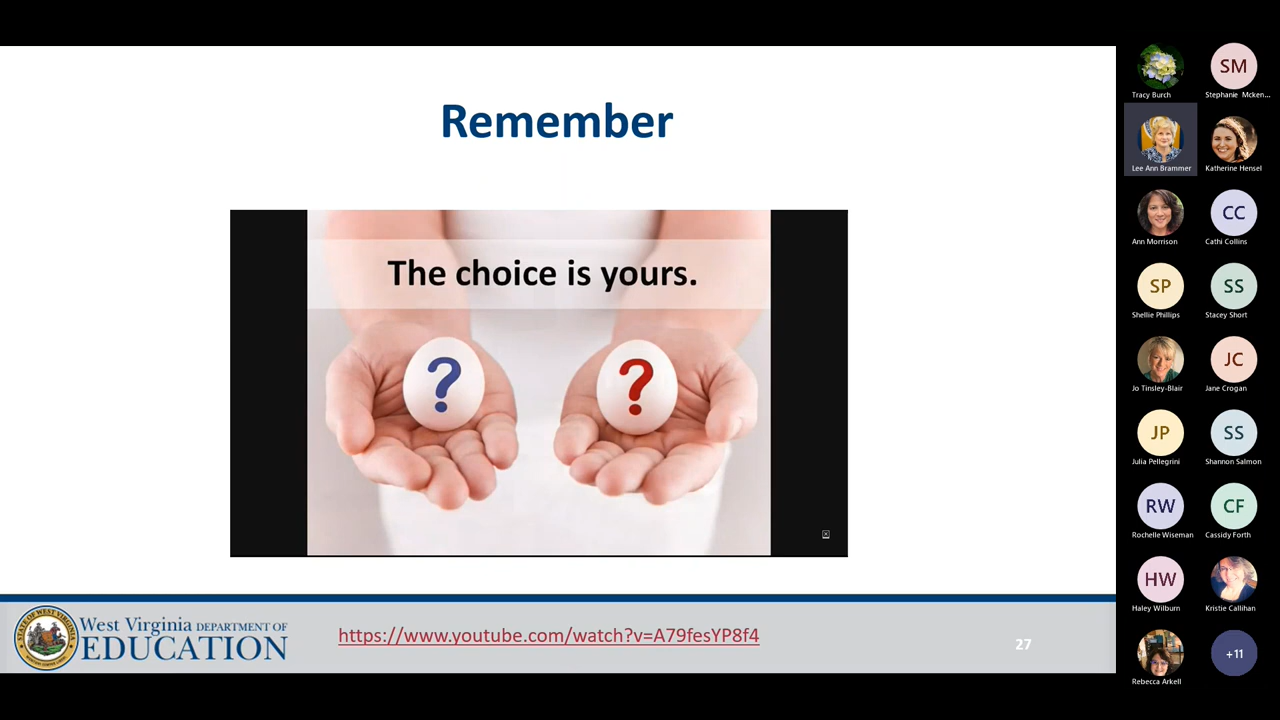 Remember
The choice is yours.
?
?
West Virginia DEPARTMENT OF
EDUCATION
https://www.youtube.com/watch?v=A79fesYP8f4
27
Tracy Burch
SM
Stephanie Mcken...
Lee Ann Brammer
Katherine Hensel
Ann Morrison
CC
Cathi Collins
SP
Shellie Phillips
SS
Stacey Short
Jo Tinsley-Blair
JC
Jane Crogan
JP
Julia Pellegrini
SS
Shannon Salmon
RW
Rochelle Wiseman
CF
Cassidy Forth
HW
Haley Wilburn
Kristie Callihan
Rebecca Arkell
+11